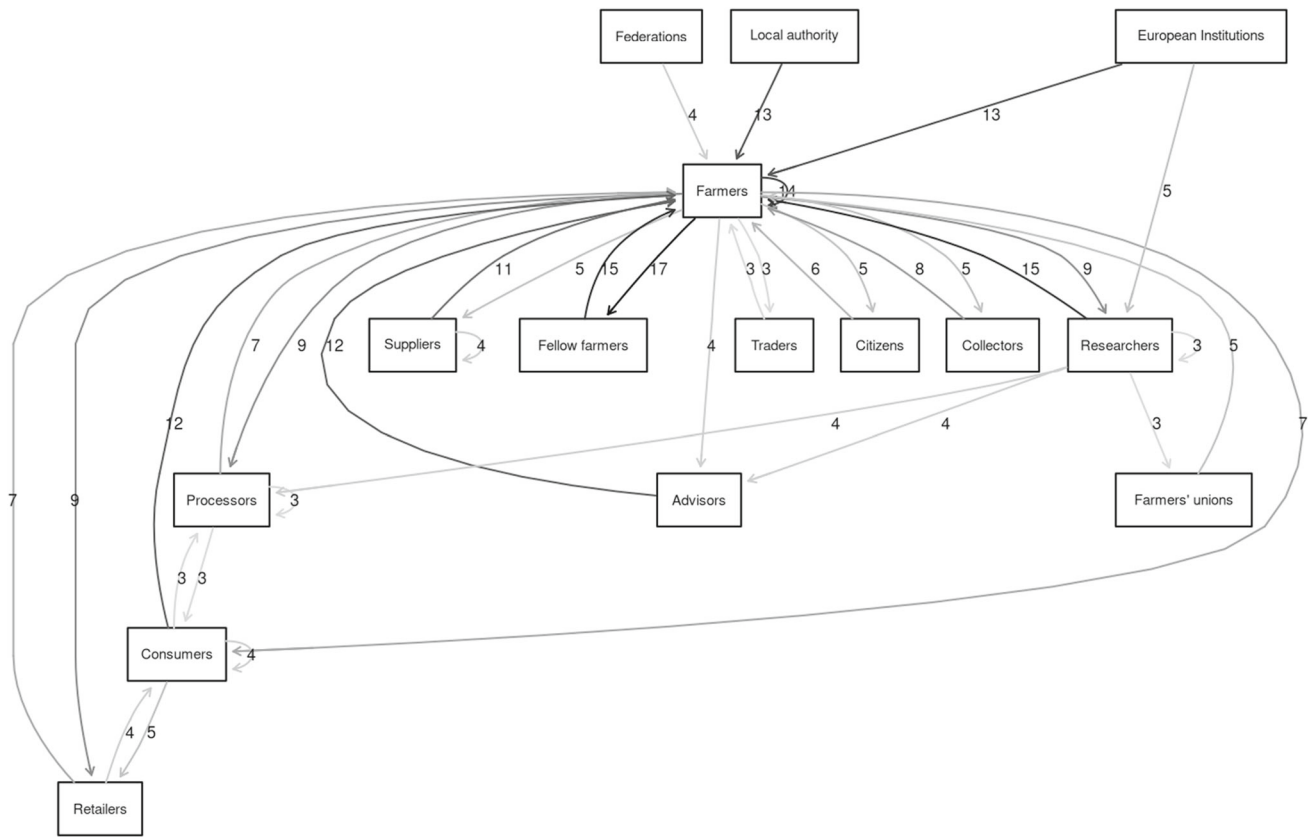 Federations
Local authority
European Institutions
4
13
13
Farmers
14
5
11
5
15
17
3
3
6
5
8
5
15
9
Suppliers
4
Fellow farmers
Traders
Citizens
Collectors
Researchers
3
7
9
12
4
5
12
4
4
3
7
Processors
3
Advisors
Farmers' unions
7
9
3
3
Consumers
4
4
5
Retailers